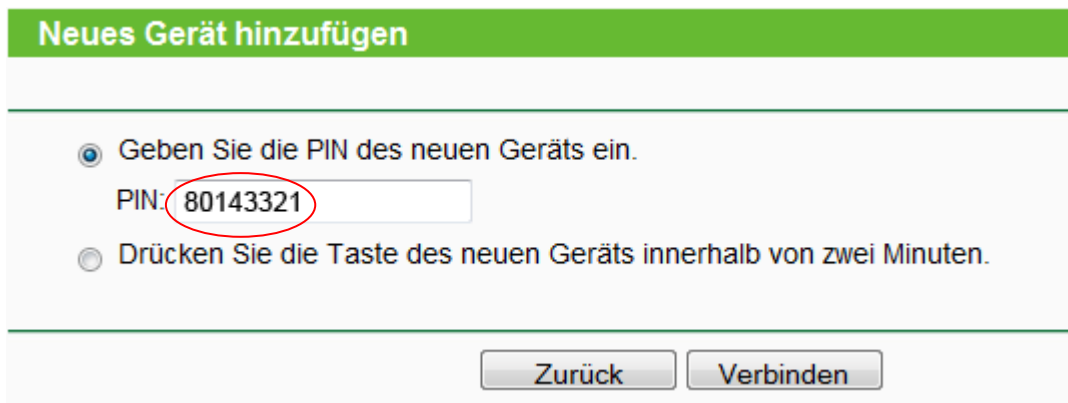 Neues Gerät hinzufügen
Geben Sie die PIN des neuen Geräts ein.
PIN: 80143321
Drücken Sie die Taste des neuen Geräts innerhalb von zwei Minuten.
Zurück Verbinden